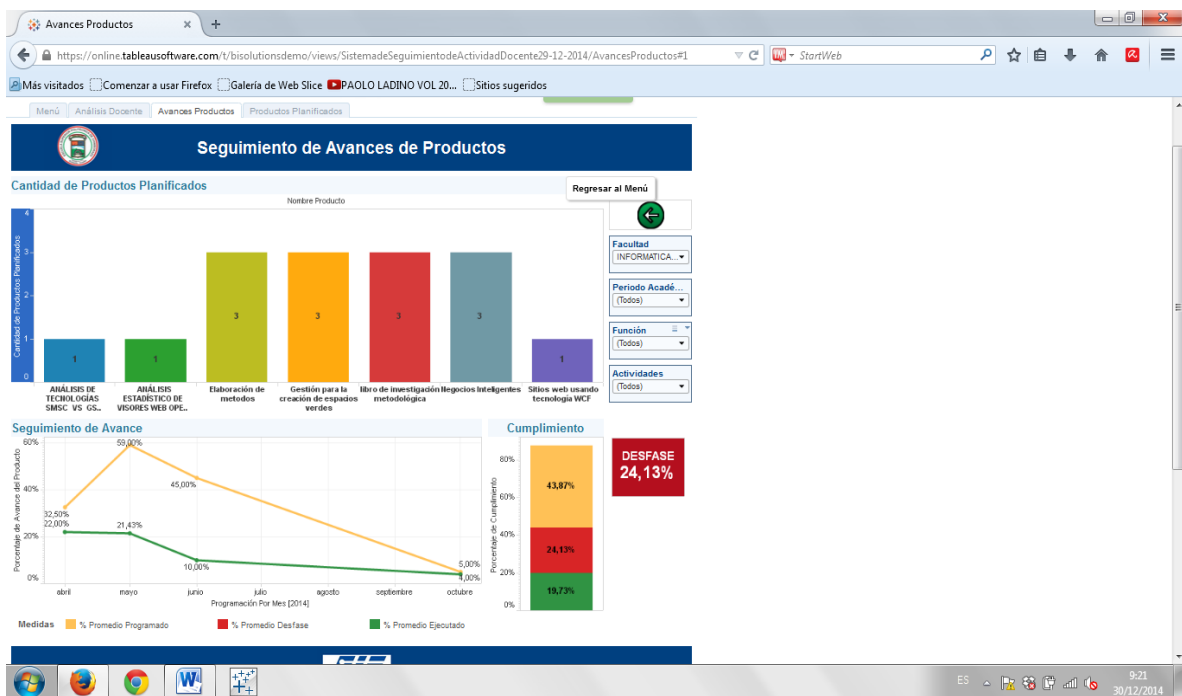 Avances Productos
https://online.tableausoftware.com/t/bisolutionsdemo/views/SistemadeSeguimientodeActividadDocente29-12-2014/AvancesProductos#1
StartWeb
Más visitados Comenzar a usar Firefox Galería de Web Slice PAOLO LADINO VOL 20... Sitios sugeridos
Menú Análisis Docente Avances Productos Productos Planificados
Seguimiento de Avances de Productos
Cantidad de Productos Planificados
Regresar al Menú
Nombre Producto
Cantidad de Productos Planificados
4
3
2
1
0
1 1 3 3 3 3 1
ANÁLISIS DE TECNOLOGÍAS SMSC VS GS..
ANÁLISIS ESTADÍSTICO DE VISORES WEB OPE..
Elaboración de metodos
Gestión para la creación de espacios verdes
libro de investigación metodológica
Negocios Inteligentes
Sitios web usando tecnología WCF
Facultad
INFORMATICA...
Periodo Acadé...
(Todos)
Función
(Todos)
Actividades
(Todos)
Seguimiento de Avance
Porcentaje de Avance del Producto
60%
40%
20%
0%
32,50%
59,00%
45,00%
5,00%
22,00%
21,43%
10,00%
4,00%
abril mayo junio julio agosto septiembre octubre
Programación Por Mes [2014]
Cumplimiento
Porcentaje de Cumplimiento
80%
60%
40%
20%
0%
43,87%
24,13%
19,73%
DESFASE
24,13%
Medidas % Promedio Programado % Promedio Desfase % Promedio Ejecutado
ES
9:21
30/12/2014